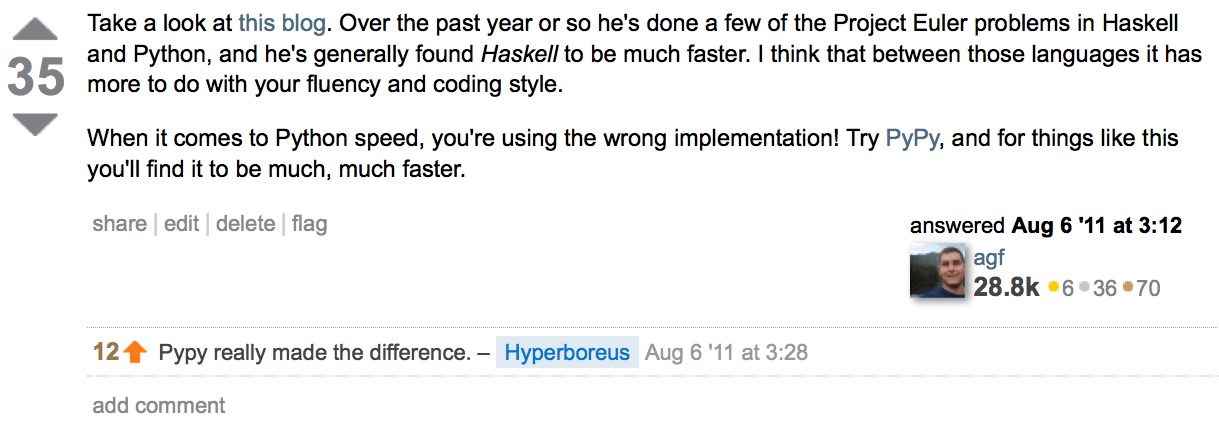 Take a look at this blog. Over the past year or so he's done a few of the Project Euler problems in Haskell
and Python, and he's generally found Haskell to be much faster. I think that between those languages it has
35
more to do with your fluency and coding style.
When it comes to Python speed, you're using the wrong implementation! Try PyPy, and for things like this
you'll find it to be much, much faster.
share | edit | delete | flag
answered Aug 6 '11 at 3:12
agf
28.8k 6 36 70
12 Pypy really made the difference. – Hyperboreus Aug 6 '11 at 3:28
add comment